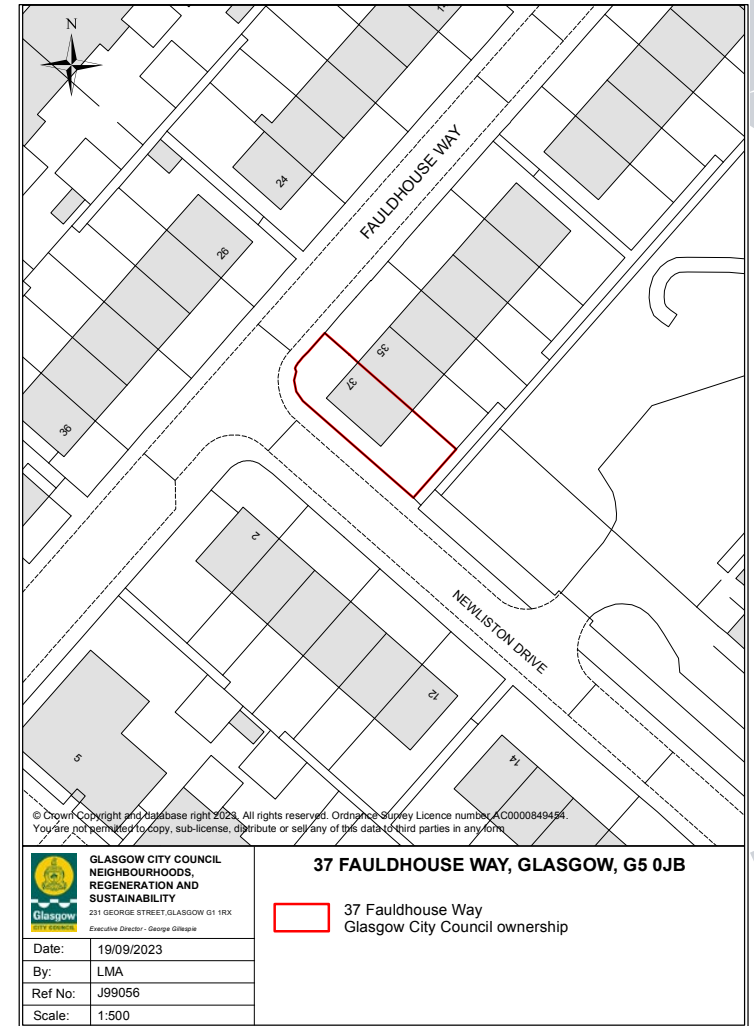 N
14
24
FAULDHOUSE WAY
26
35
37
36
2
NEWLISTON DRIVE
12
14
5
© Crown Copyright and database right 2023. All rights reserved. Ordnance Survey Licence number AC0000849454.
You are not permitted to copy, sub-license, distribute or sell any of this data to third parties in any form
Glasgow
CITY COUNCIL
GLASGOW CITY COUNCIL
NEIGHBOURHOODS,
REGENERATION AND
SUSTAINABILITY
231 GEORGE STREET,GLASGOW G1 1RX
Executive Director - George Gillespie
Date: 19/09/2023
By: LMA
Ref No: J99056
Scale: 1:500
37 FAULDHOUSE WAY, GLASGOW, G5 0JB
37 Fauldhouse Way
Glasgow City Council ownership